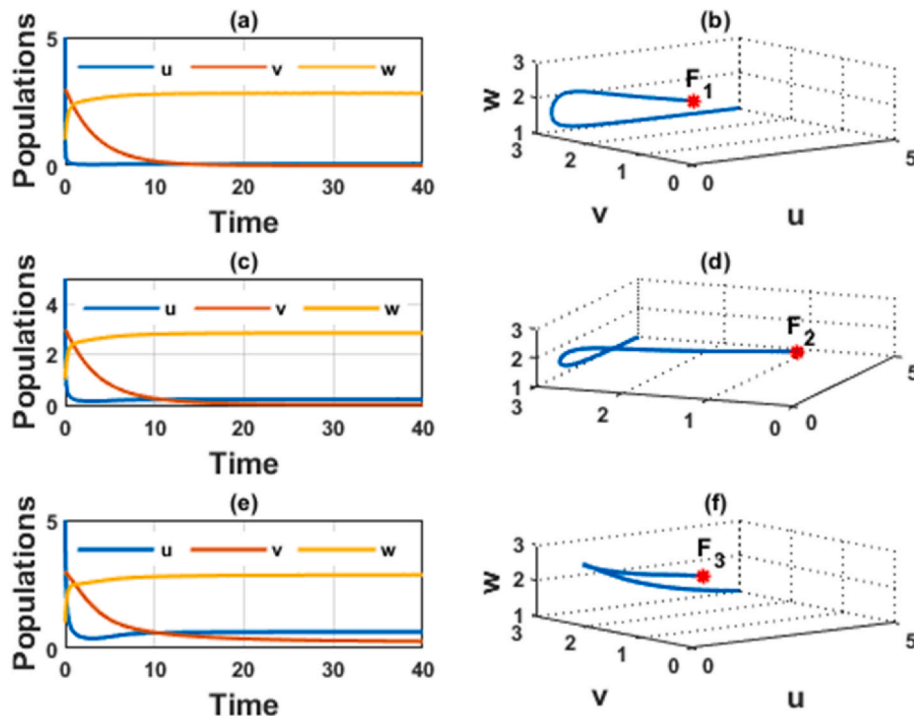 (a)
Populations
5
0
u v w
0 10 20 30 40
Time
(b)
w
3
2
1
F1
3 2 1 0
0 5
v
u
(c)
Populations
4
2
0
u v w
0 10 20 30 40
Time
(d)
3
2
1
F2
3 2 1 0
0 5
(e)
Populations
5
0
u v w
0 10 20 30 40
Time
(f)
w
3
2
1
F3
3 2 1 0
0 5
v
u